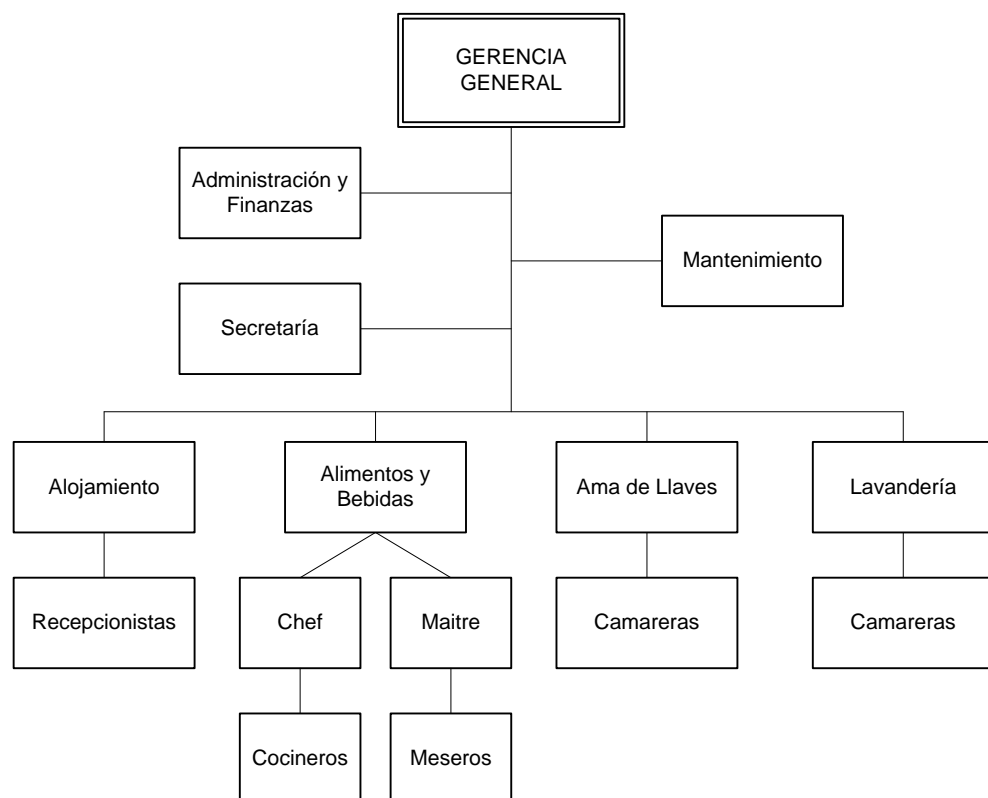 GERENCIA
GENERAL
Administración y
Finanzas
Mantenimiento
Secretaría
Alojamiento
Alimentos y
Bebidas
Ama de Llaves
Lavandería
Recepcionistas
Chef
Maitre
Camareras
Camareras
Cocineros
Meseros